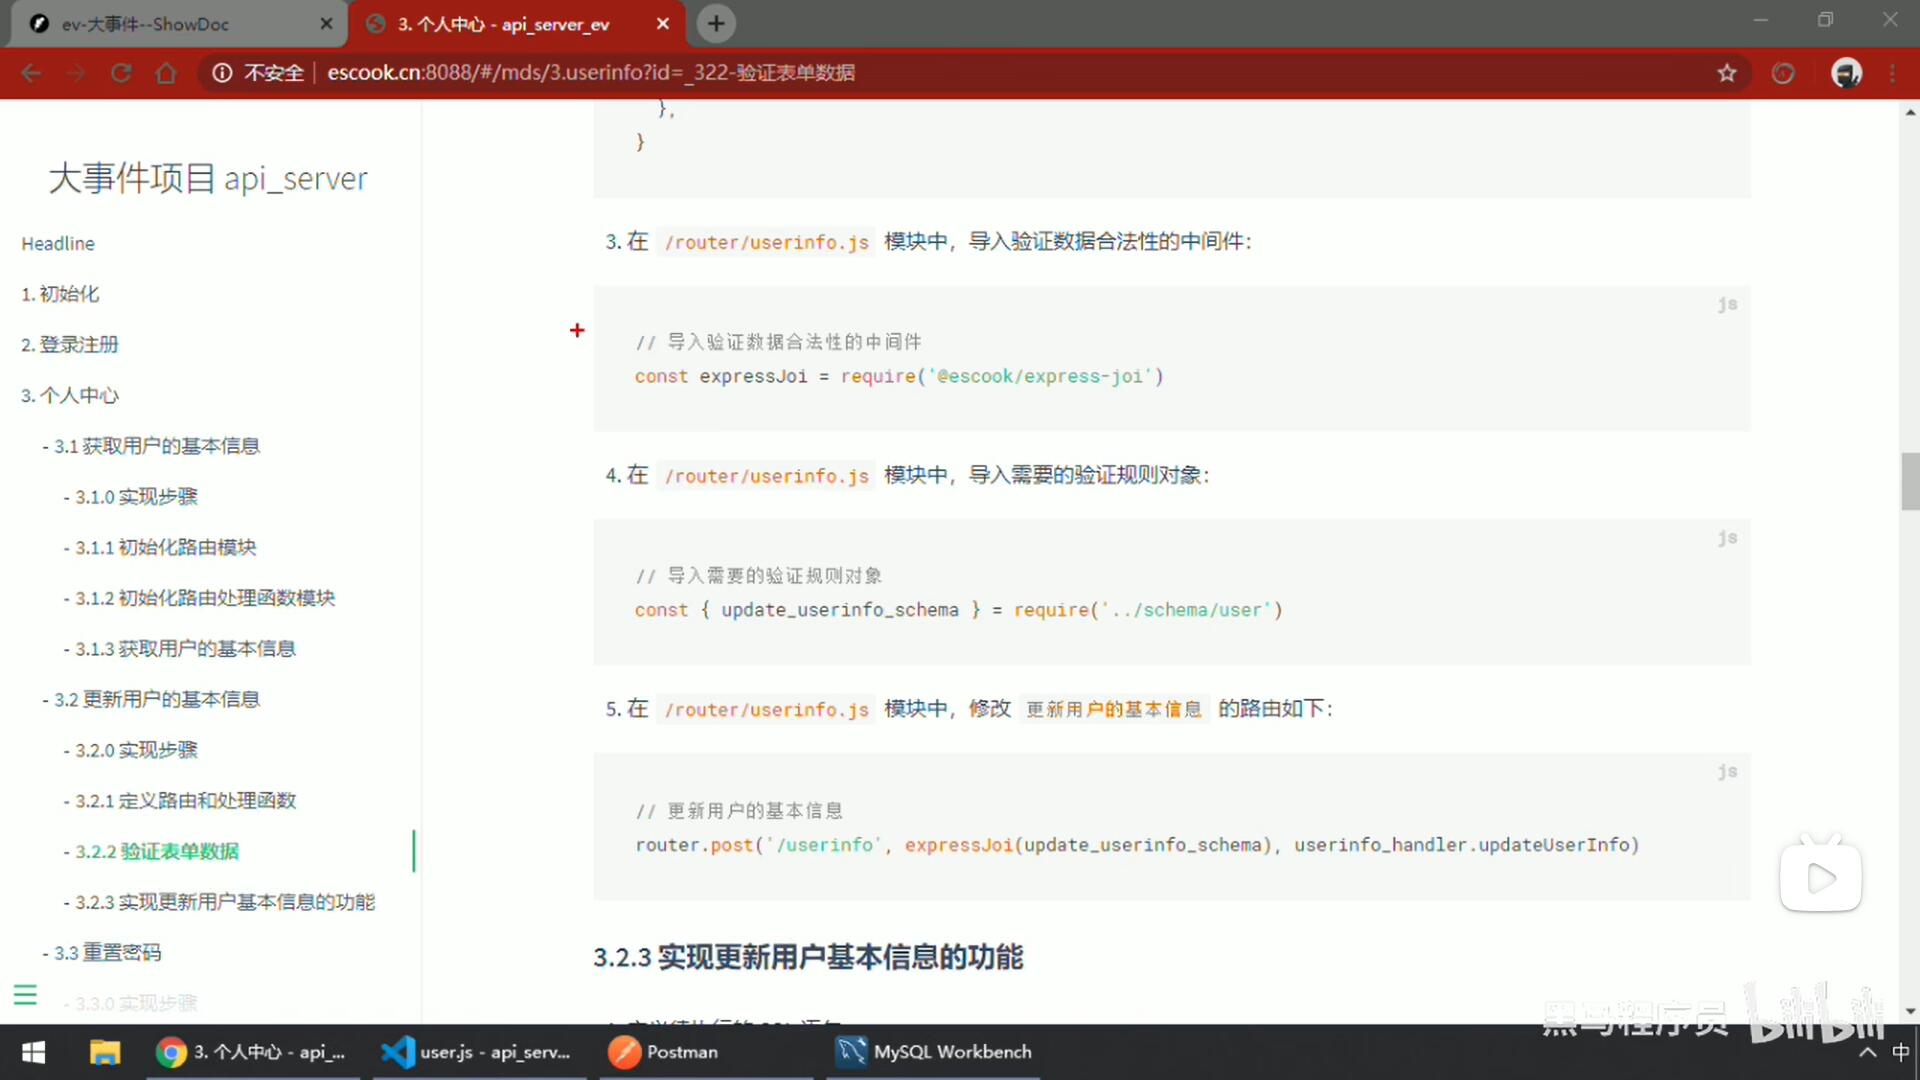 ev-大事件--ShowDoc
3. 个人中心 - api_server_ev
不安全 escook.cn:8088/#/mds/3.userinfo?id=_322-验证表单数据
大事件项目 api_server
Headline
1. 初始化
2. 登录注册
3. 个人中心
- 3.1 获取用户的基本信息
- 3.1.0 实现步骤
- 3.1.1 初始化路由模块
- 3.1.2 初始化路由处理函数模块
- 3.1.3 获取用户的基本信息
- 3.2 更新用户的基本信息
- 3.2.0 实现步骤
- 3.2.1 定义路由和处理函数
- 3.2.2 验证表单数据
- 3.2.3 实现更新用户基本信息的功能
- 3.3 重置密码
- 3.3.0 实现步骤
},
}
3. 在 /router/userinfo.js 模块中，导入验证数据合法性的中间件：
js
// 导入验证数据合法性的中间件
const expressJoi = require('@escook/express-joi')
4. 在 /router/userinfo.js 模块中，导入需要的验证规则对象：
js
// 导入需要的验证规则对象
const { update_userinfo_schema } = require('../schema/user')
5. 在 /router/userinfo.js 模块中，修改 更新用户的基本信息 的路由如下：
js
// 更新用户的基本信息
router.post('/userinfo', expressJoi(update_userinfo_schema), userinfo_handler.updateUserInfo)
3.2.3 实现更新用户基本信息的功能
黑马程序员 bilibili
3. 个人中心 - api_...
user.js - api_serv...
Postman
MySQL Workbench
中